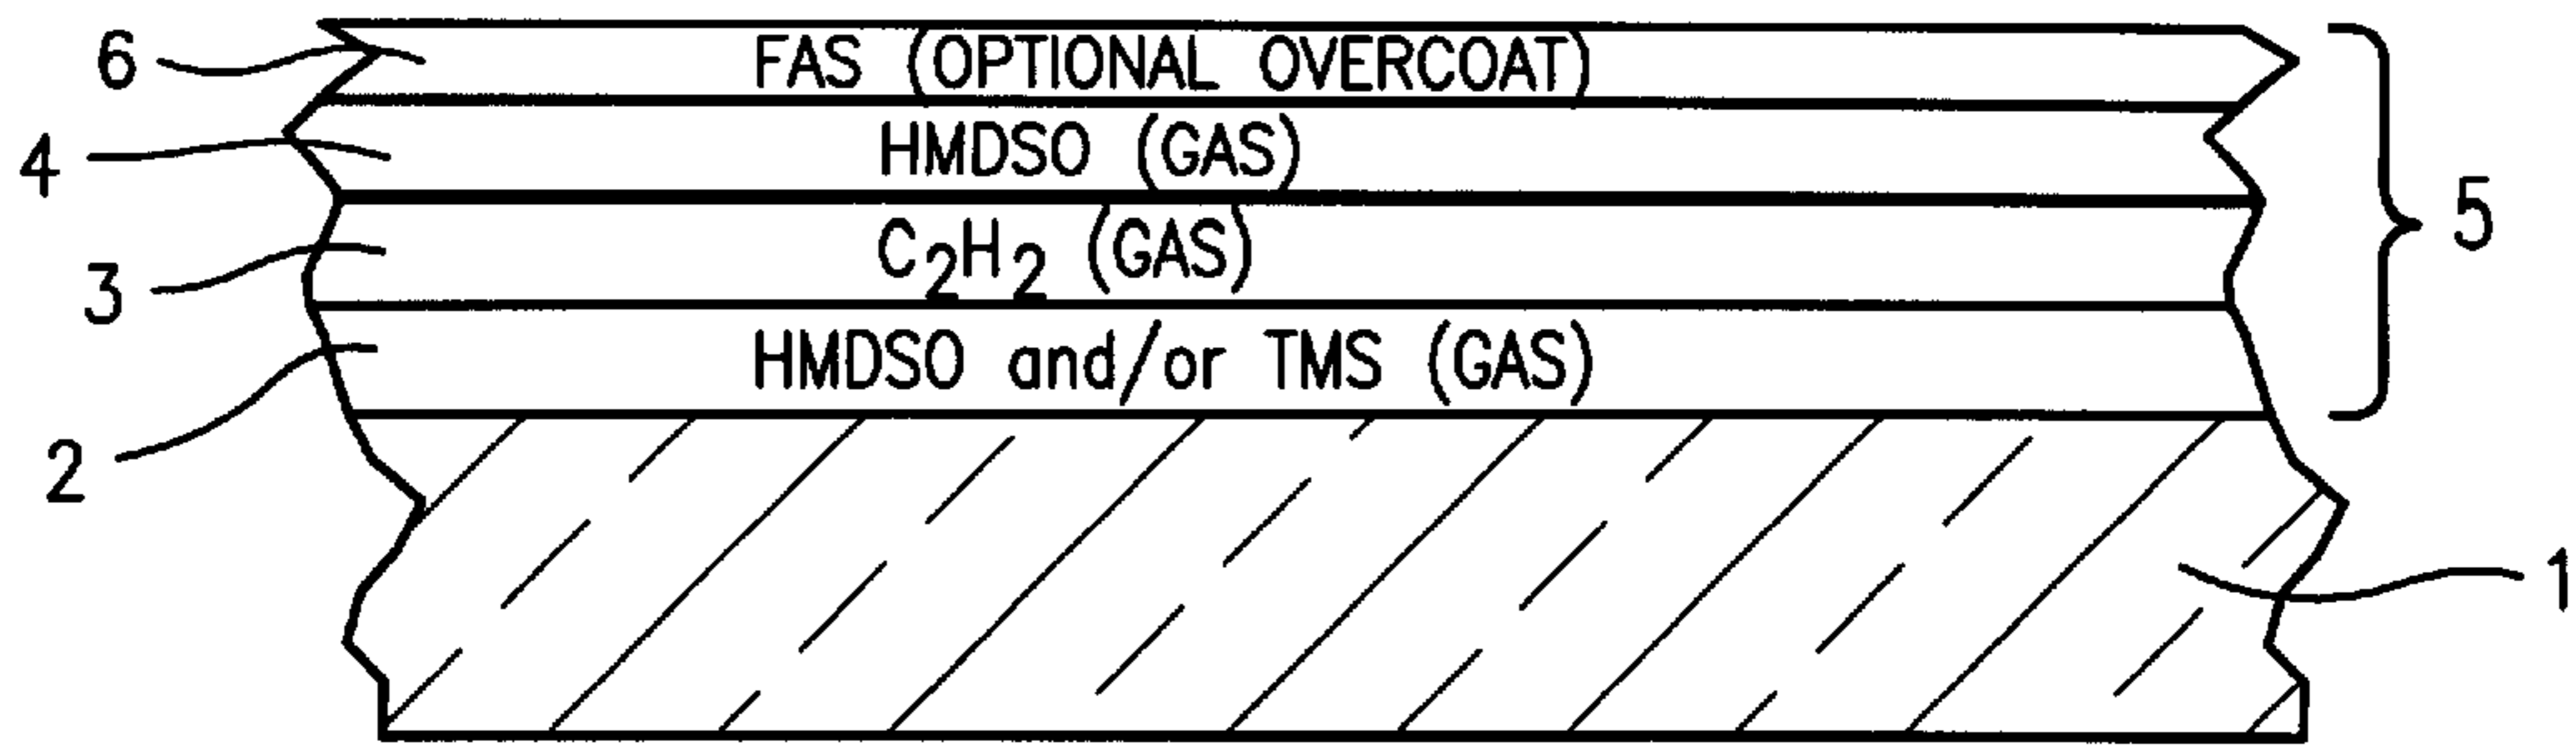 6
FAS (OPTIONAL OVERCOAT)
4
HMDSO (GAS)
5
3
C₂H₂ (GAS)
2
HMDSO and/or TMS (GAS)
1